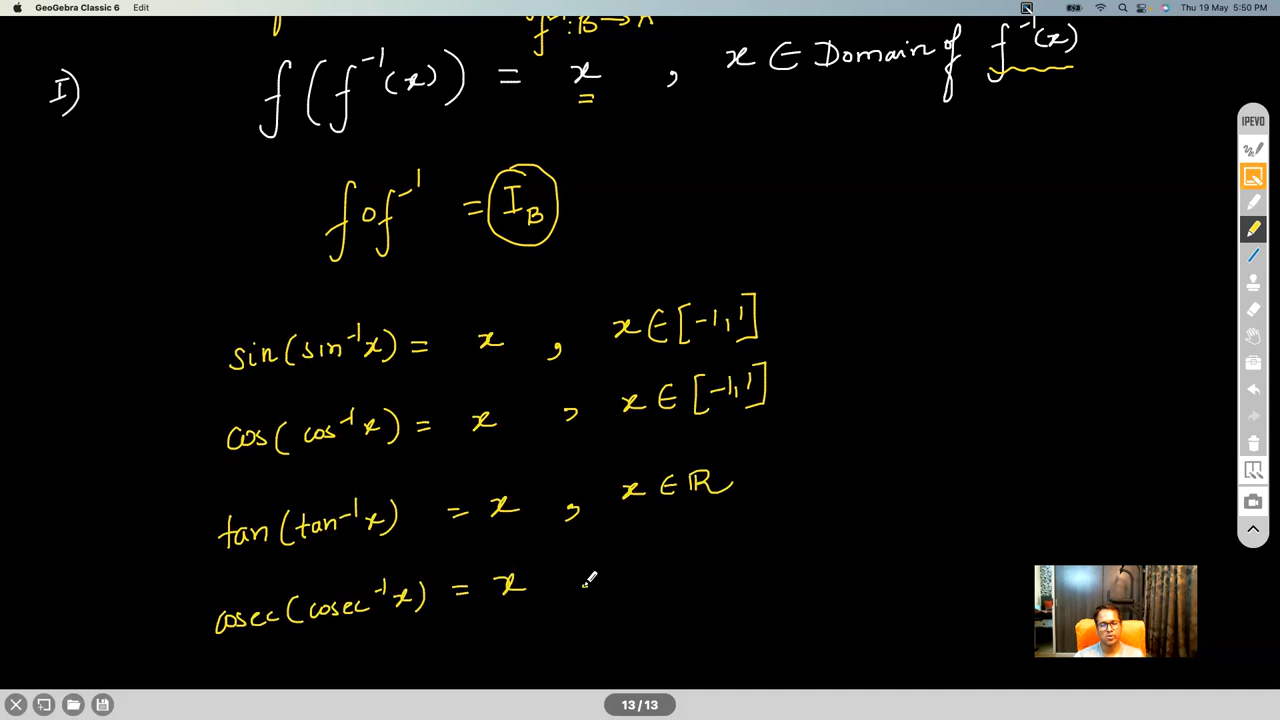 GeoGebra Classic 6 Edit Thu 19 May 5:50 PM
f⁻¹: B → A
I) f(f⁻¹(x)) = x , x ∈ Domain of f⁻¹(x)
IPEVO
fof⁻¹ = I_B
sin(sin⁻¹x) = x , x ∈ [-1,1]
cos(cos⁻¹x) = x , x ∈ [-1,1]
tan(tan⁻¹x) = x , x ∈ ℝ
cosec(cosec⁻¹x) = x
13/13